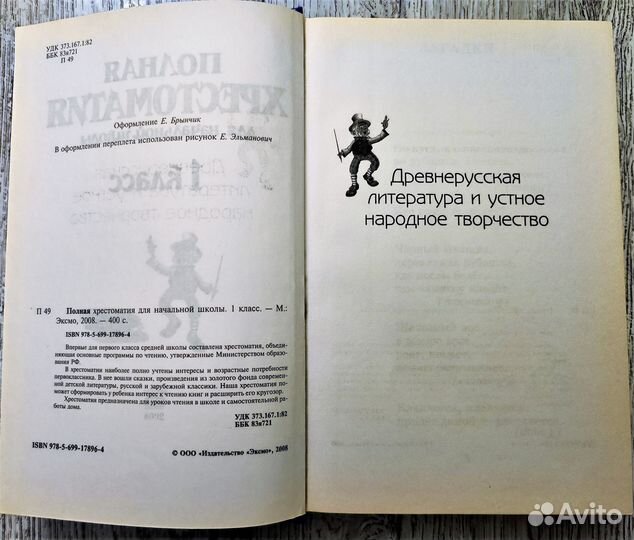 УДК 373.167.1:82
ББК 83я721
П 49
Оформление Е. Брынчик
В оформлении переплета использован рисунок Е. Эльманович
ПОЛНАЯ
ХРЕСТОМАТИЯ
1 класс
П 49 Полная хрестоматия для начальной школы. 1 класс. — М.:
Эксмо, 2008. — 400 с.
ISBN 978-5-699-17896-4
Впервые для первого класса средней школы составлена хрестоматия, объеди-
няющая основные программы по чтению, утвержденные Министерством образо-
вания РФ.
В хрестоматии наиболее полно учтены интересы и возрастные потребности
первоклассника. В нее вошли сказки, произведения из золотого фонда современ-
ной детской литературы, русской и зарубежной классики. Наша хрестоматия по-
может сформировать у ребенка интерес к чтению книг и расширить его кругозор.
Хрестоматия предназначена для уроков чтения в школе и самостоятельной ра-
боты дома.
УДК 373.167.1:82
ББК 83я721
ISBN 978-5-699-17896-4
© ООО «Издательство «Эксмо», 2008
Древнерусская
литература и устное
народное творчество
Avito